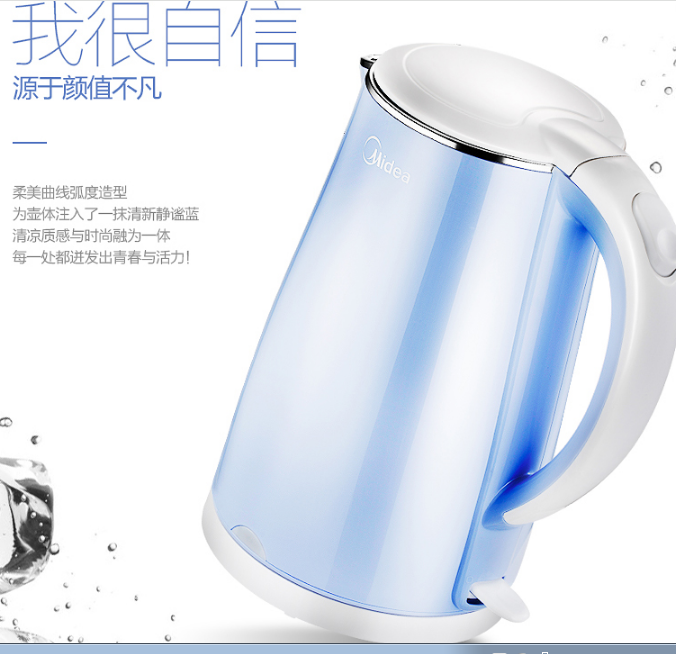 我很自信
源于颜值不凡
柔美曲线弧度造型
为壶体注入了一抹清新静谧蓝
清凉质感与时尚融为一体
每一处都迸发出青春与活力！
Midea